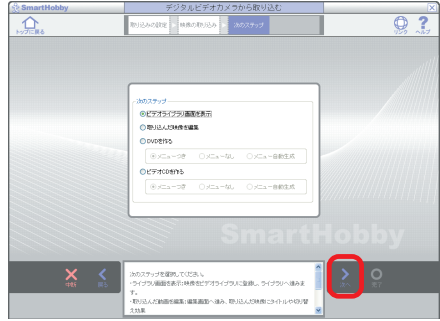 SmartHobby
デジタルビデオカメラから取り込む
トップに戻る
取り込みの設定
映像の取り込み
次のステップ
リンク
ヘルプ
次のステップ
ビデオライブラリ画面を表示
取り込んだ映像を編集
DVDを作る
メニューつき
メニューなし
メニュー自動生成
ビデオCDを作る
メニューつき
メニューなし
メニュー自動生成
SmartHobby
中断
戻る
次のステップを選択してください。
・ライブラリ画面を表示:映像をビデオライブラリに登録し、ライブラリへ進みま
す。
・取り込んだ動画を編集:編集画面へ進み、取り込んだ映像にタイトルや切り替
え効果
次へ
完了